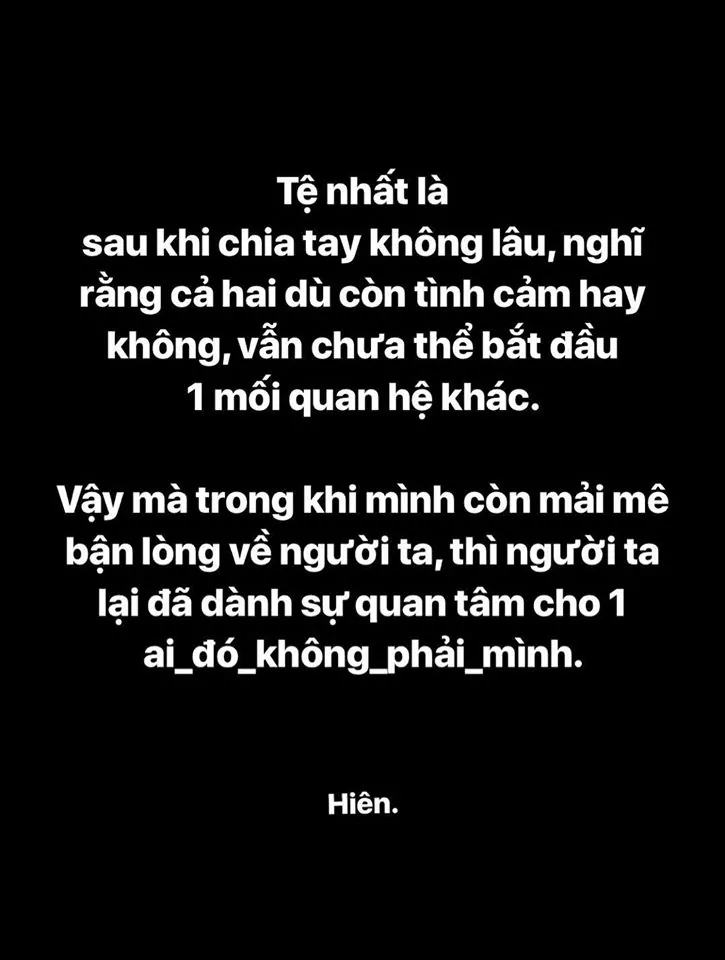 Tệ nhất là
sau khi chia tay không lâu, nghĩ
rằng cả hai dù còn tình cảm hay
không, vẫn chưa thể bắt đầu
1 mối quan hệ khác.
Vậy mà trong khi mình còn mải mê
bận lòng về người ta, thì người ta
lại đã dành sự quan tâm cho 1
ai_đó_không_phải_mình.
Hiên.